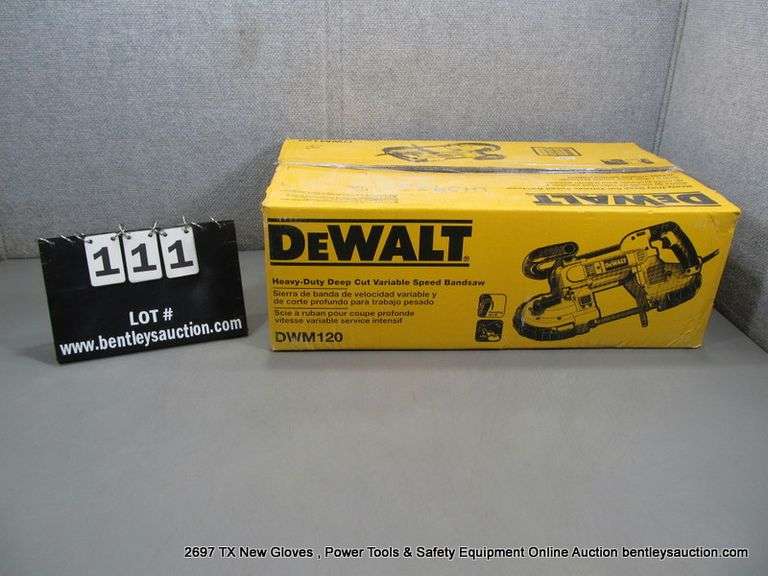 111
LOT #
www.bentleysauction.com
DEWALT
Heavy-Duty Deep Cut Variable Speed Bandsaw
Sierra de banda de velocidad variable y
de corte profundo para trabajo pesado
Scie à ruban pour coupe profonde
vitesse variable service intensif
DWM120
DEWALT
2697 TX New Gloves , Power Tools & Safety Equipment Online Auction bentleysauction.com